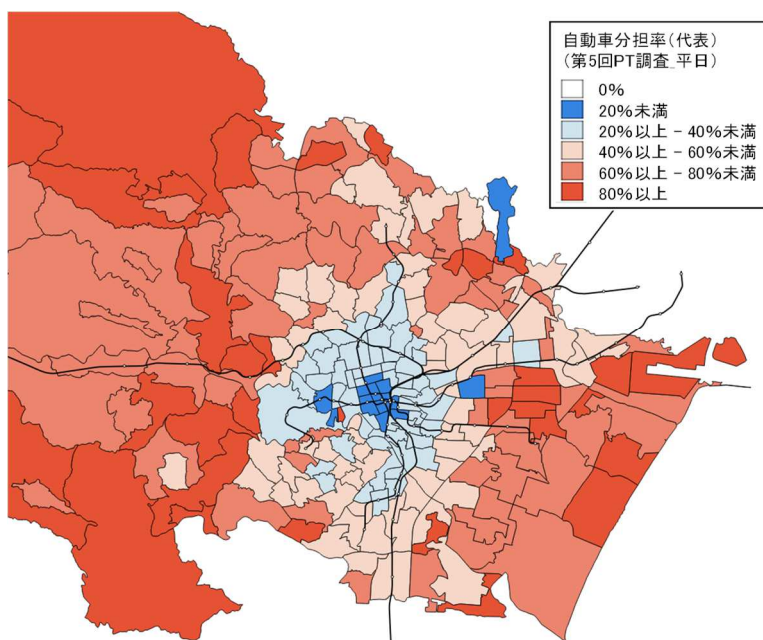 自動車分担率(代表)
(第5回PT調査_平日)
0%
20%未満
20%以上 - 40%未満
40%以上 - 60%未満
60%以上 - 80%未満
80%以上